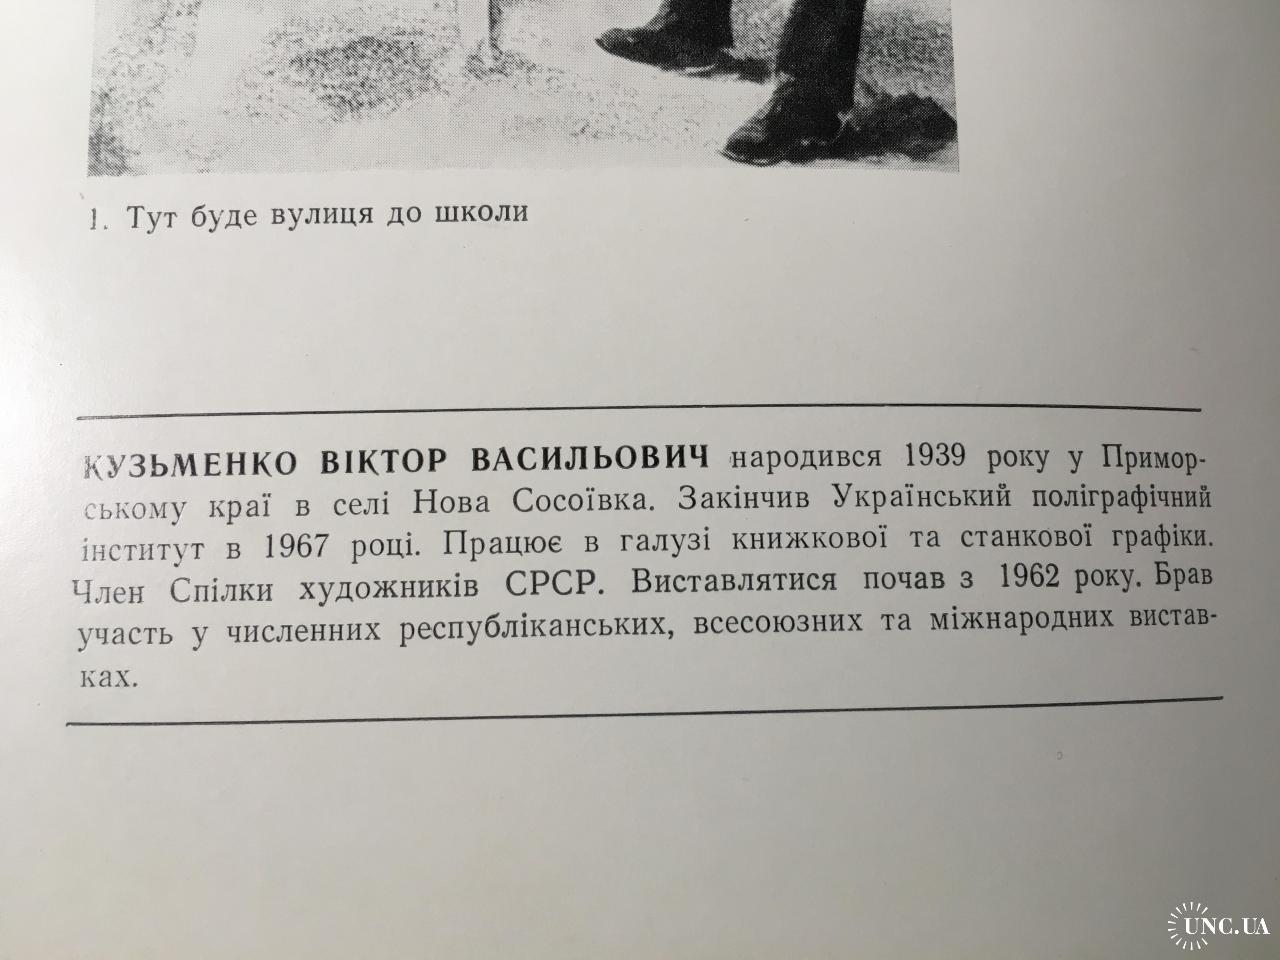 1. Тут буде вулиця до школи
КУЗЬМЕНКО ВІКТОР ВАСИЛЬОВИЧ народився 1939 року у Примор-
ському краї в селі Нова Сосоївка. Закінчив Український поліграфічний
інститут в 1967 році. Працює в галузі книжкової та станкової графіки.
Член Спілки художників СРСР. Виставлятися почав з 1962 року. Брав
участь у численних республіканських, всесоюзних та міжнародних вистав-
ках.
UNC.UA